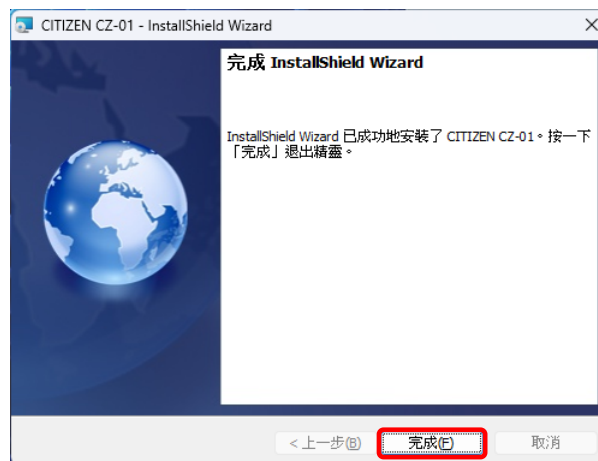 CITIZEN CZ-01 - InstallShield Wizard
完成 InstallShield Wizard
InstallShield Wizard 已成功地安裝了 CITIZEN CZ-01。按一下
「完成」退出精靈。
< 上一步(B) 完成(F) 取消